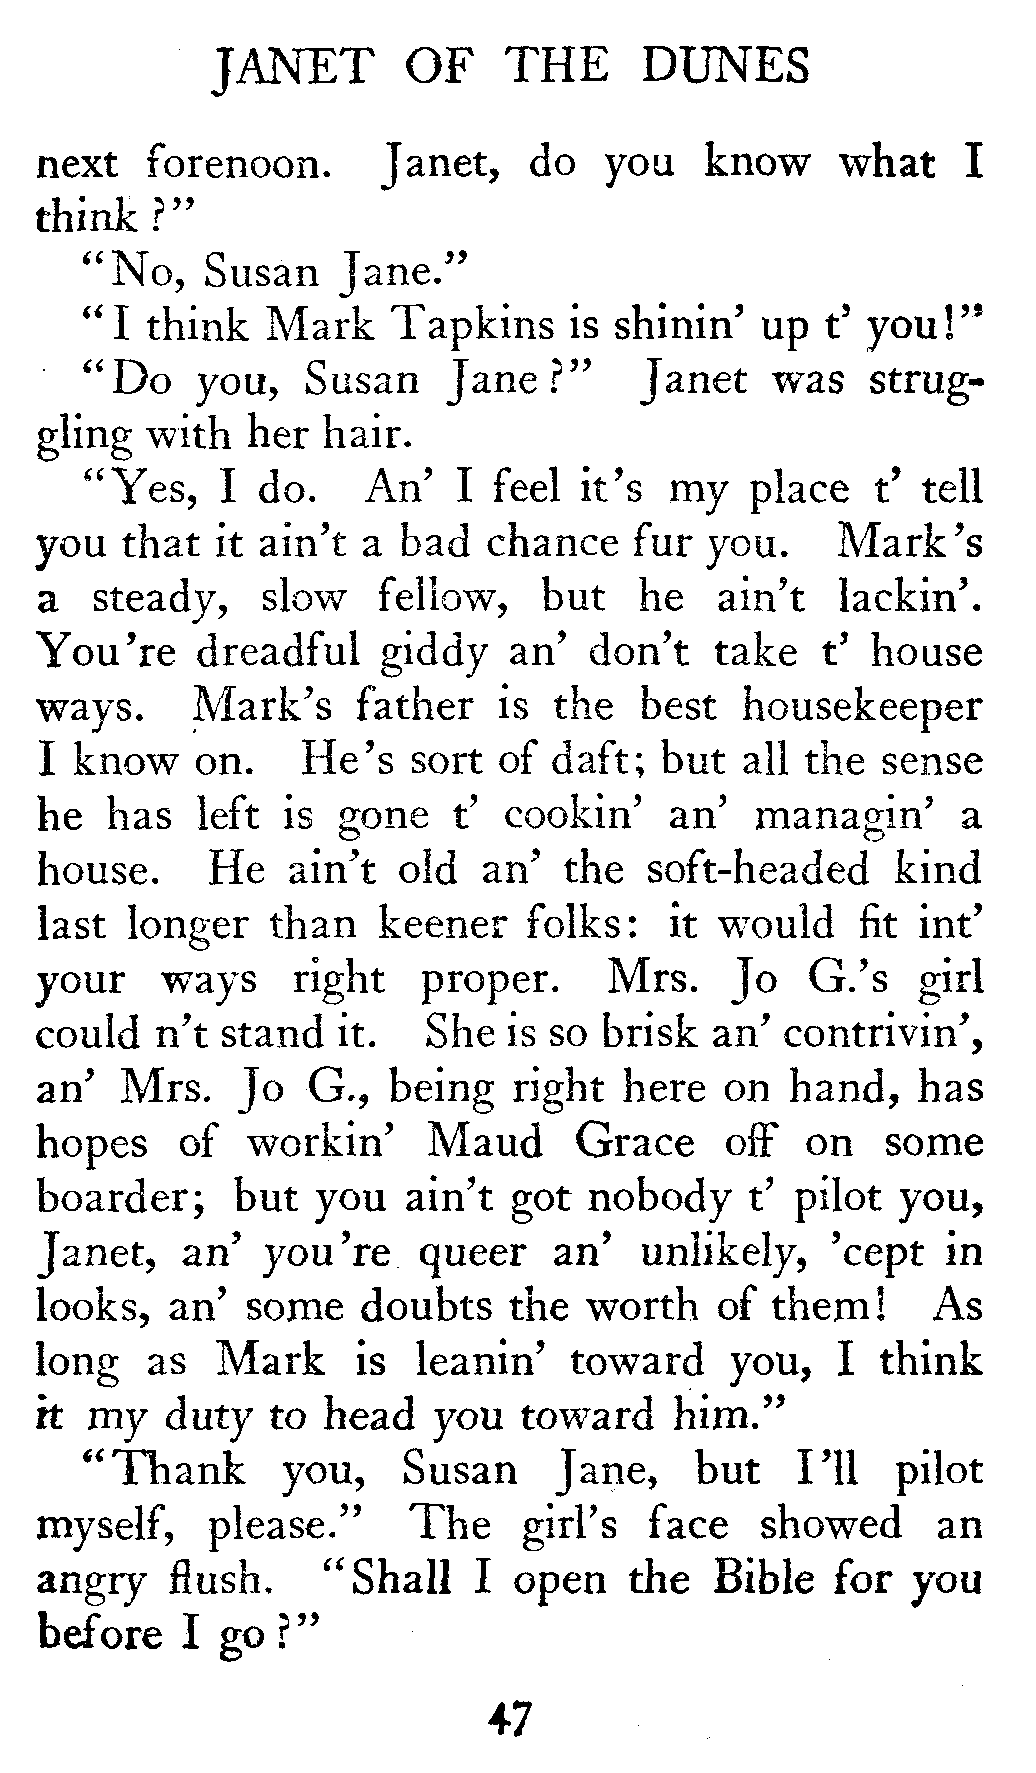 JANET OF THE DUNES
next forenoon. Janet, do you know what I
think?"
"No, Susan Jane."
"I think Mark Tapkins is shinin' up t' you!"
"Do you, Susan Jane?" Janet was strug-
gling with her hair.
"Yes, I do. An' I feel it's my place t' tell
you that it ain't a bad chance fur you. Mark's
a steady, slow fellow, but he ain't lackin'.
You're dreadful giddy an' don't take t' house
ways. Mark's father is the best housekeeper
I know on. He's sort of daft; but all the sense
he has left is gone t' cookin' an' managin' a
house. He ain't old an' the soft-headed kind
last longer than keener folks: it would fit int'
your ways right proper. Mrs. Jo G.'s girl
could n't stand it. She is so brisk an' contrivin',
an' Mrs. Jo G., being right here on hand, has
hopes of workin' Maud Grace off on some
boarder; but you ain't got nobody t' pilot you,
Janet, an' you're queer an' unlikely, 'cept in
looks, an' some doubts the worth of them! As
long as Mark is leanin' toward you, I think
it my duty to head you toward him."
"Thank you, Susan Jane, but I'll pilot
myself, please." The girl's face showed an
angry flush. "Shall I open the Bible for you
before I go?"
47